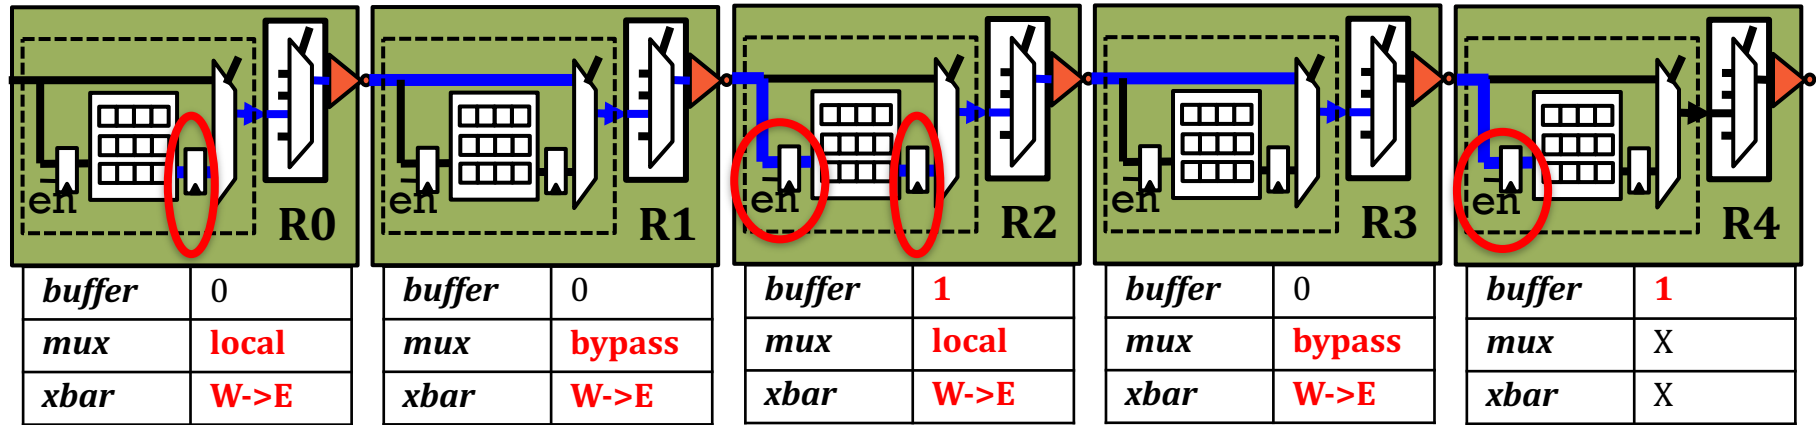 en R0 en R1 en R2 en R3 en R4
buffer 0 buffer 0 buffer 1 buffer 0 buffer 1
mux local mux bypass mux local mux bypass mux X
xbar W->E xbar W->E xbar W->E xbar W->E xbar X